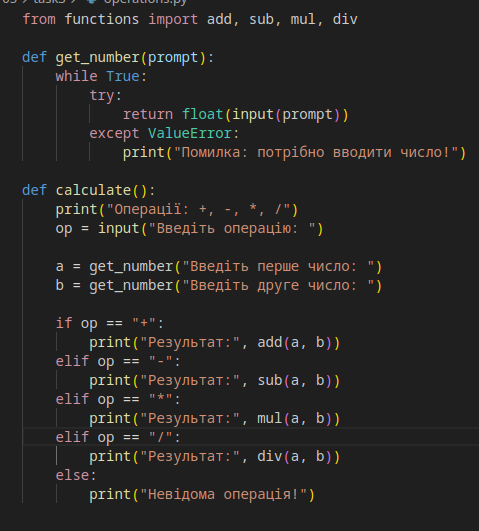 operations.py
from functions import add, sub, mul, div
def get_number(prompt):
    while True:
        try:
            return float(input(prompt))
        except ValueError:
            print("Помилка: потрібно вводити число!")
def calculate():
    print("Операції: +, -, *, /")
    op = input("Введіть операцію: ")
    a = get_number("Введіть перше число: ")
    b = get_number("Введіть друге число: ")
    if op == "+":
        print("Результат:", add(a, b))
    elif op == "-":
        print("Результат:", sub(a, b))
    elif op == "*":
        print("Результат:", mul(a, b))
    elif op == "/":
        print("Результат:", div(a, b))
    else:
        print("Невідома операція!")